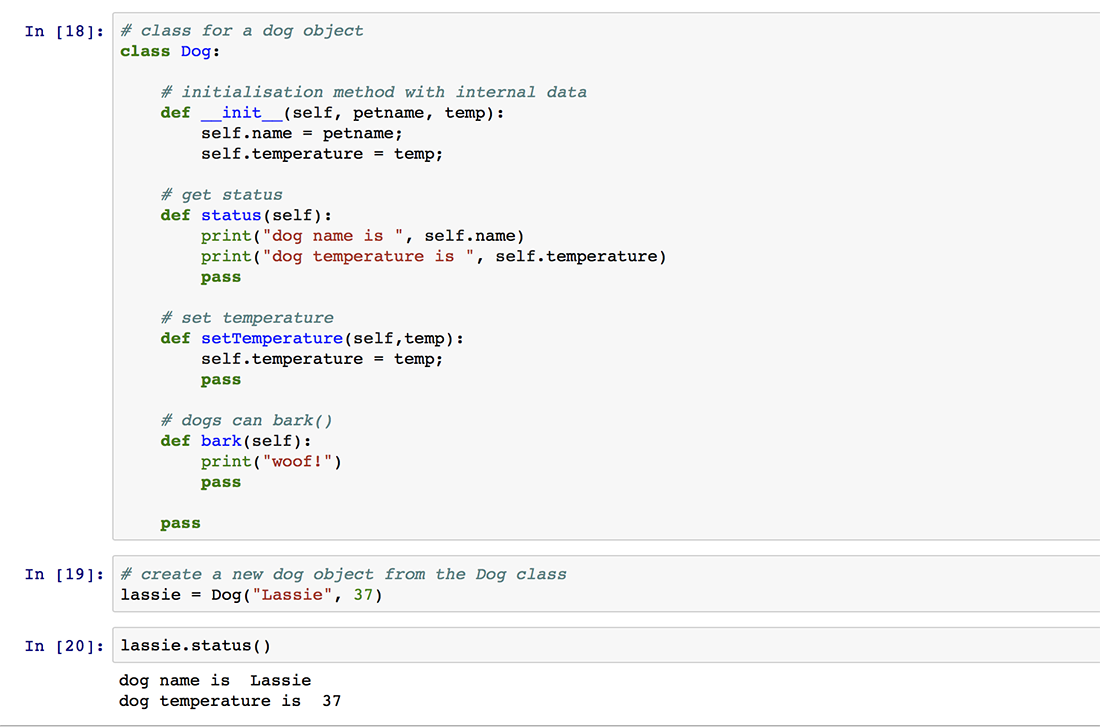 In [18]: # class for a dog object
class Dog:

    # initialisation method with internal data
    def __init__(self, petname, temp):
        self.name = petname;
        self.temperature = temp;

    # get status
    def status(self):
        print("dog name is ", self.name)
        print("dog temperature is ", self.temperature)
        pass

    # set temperature
    def setTemperature(self,temp):
        self.temperature = temp;
        pass

    # dogs can bark()
    def bark(self):
        print("woof!")
        pass

    pass
In [19]: # create a new dog object from the Dog class
lassie = Dog("Lassie", 37)
In [20]: lassie.status()
dog name is  Lassie
dog temperature is  37